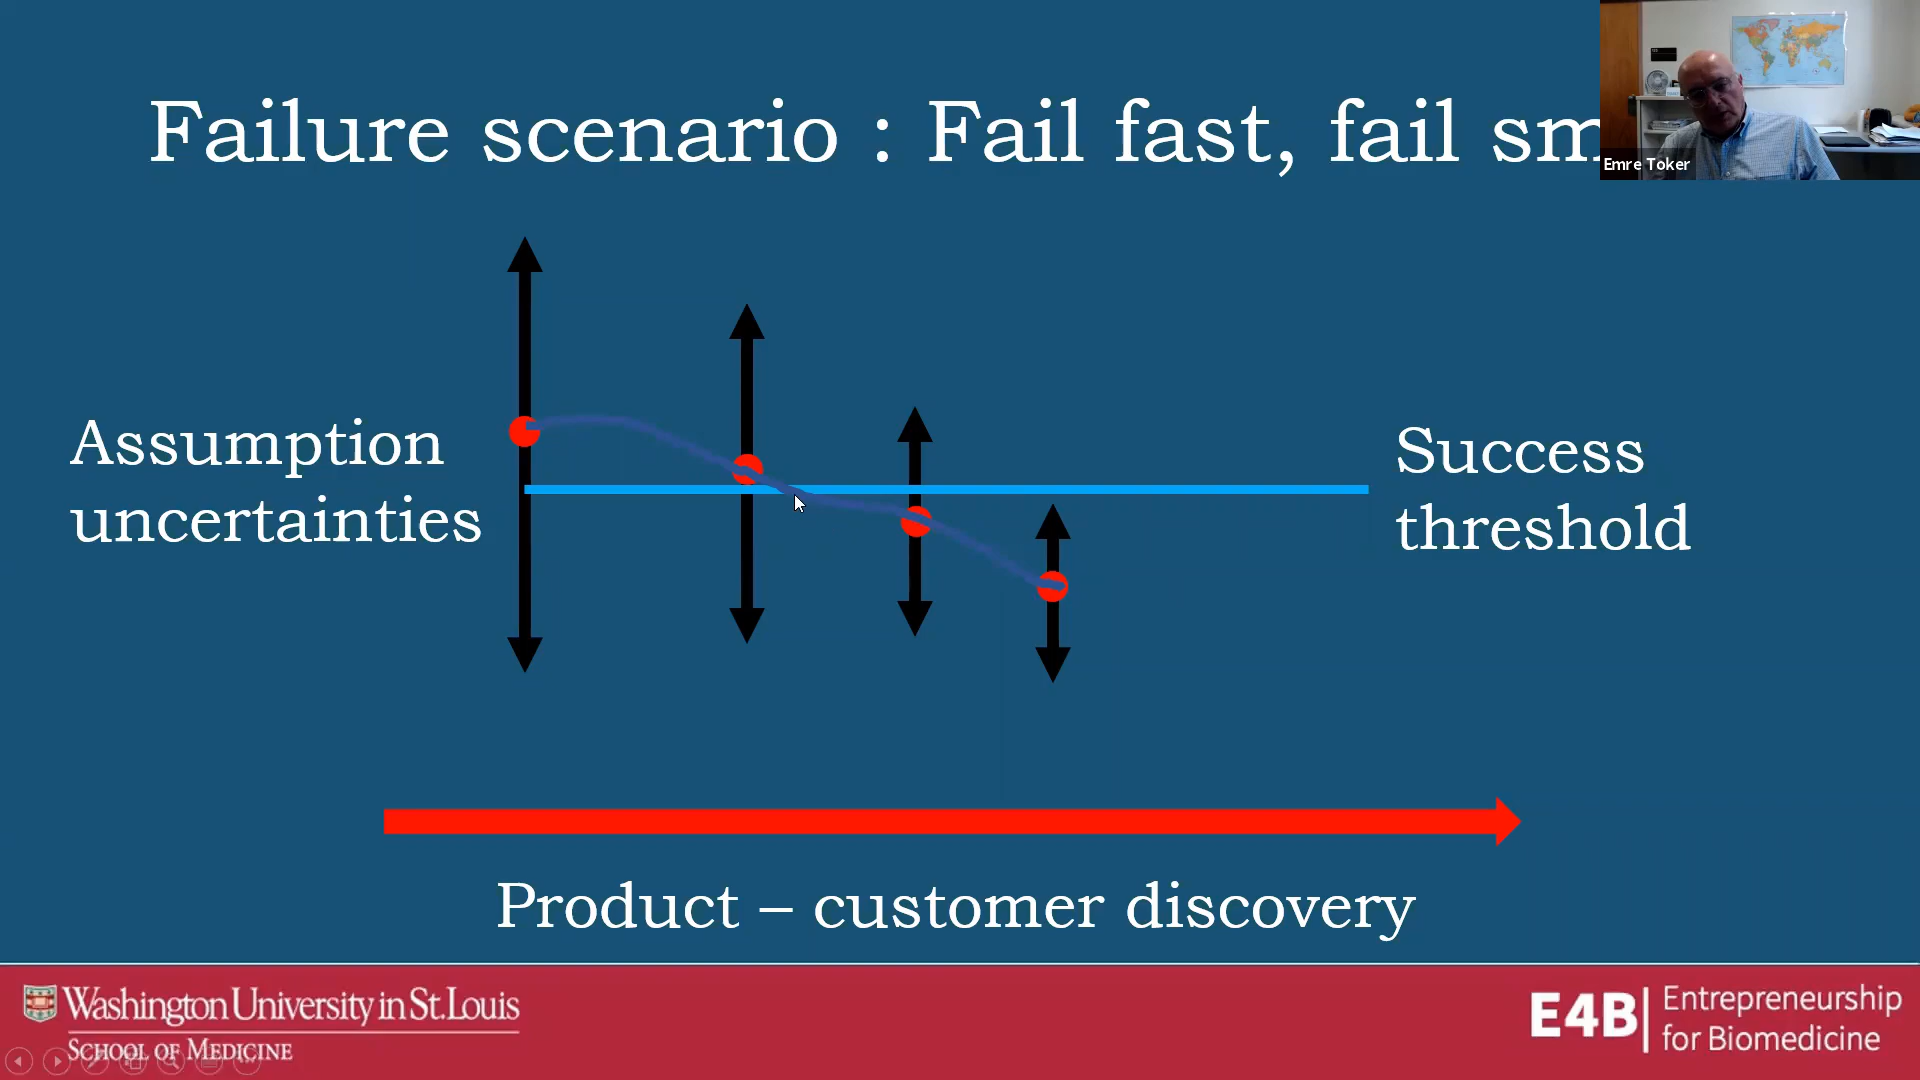 Failure scenario : Fail fast, fail sm
Emre Toker
Assumption
uncertainties
Success
threshold
Product – customer discovery
Washington University in St. Louis
SCHOOL OF MEDICINE
E4B
Entrepreneurship
for Biomedicine